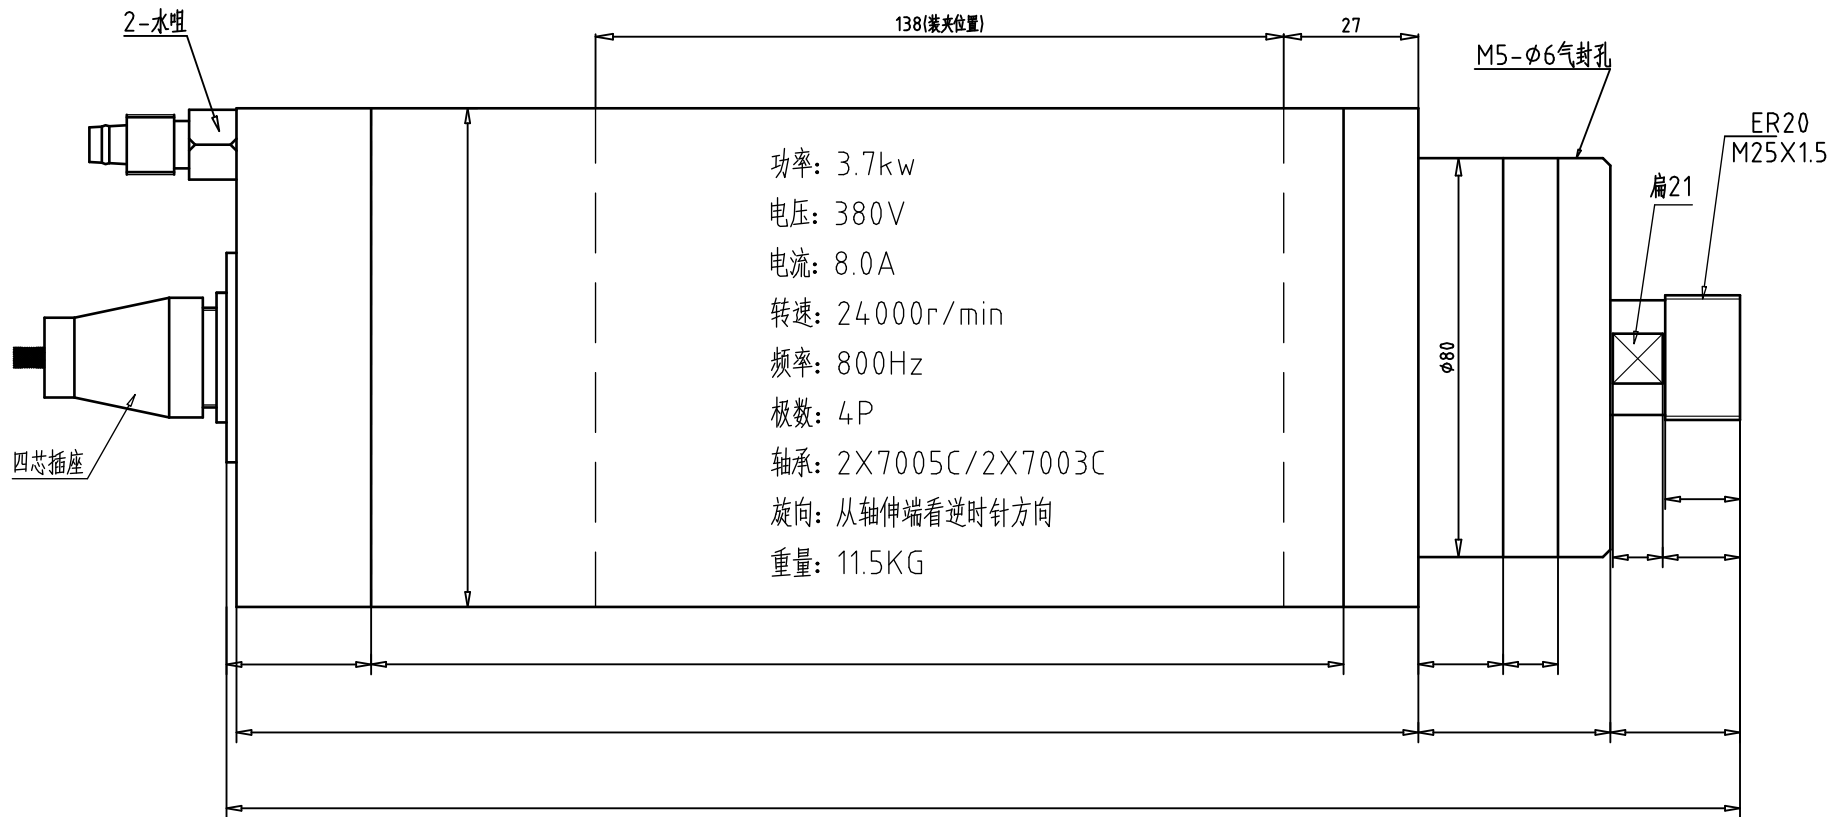 2-水咀
138(装夹位置)
27
M5-Φ6气封孔
ER20
M25X1.5
扁21
功率: 3.7kw
电压: 380V
电流: 8.0A
转速: 24000r/min
频率: 800Hz
极数: 4P
轴承: 2X7005C/2X7003C
旋向: 从轴伸端看逆时针方向
重量: 11.5KG
Φ80
四芯插座